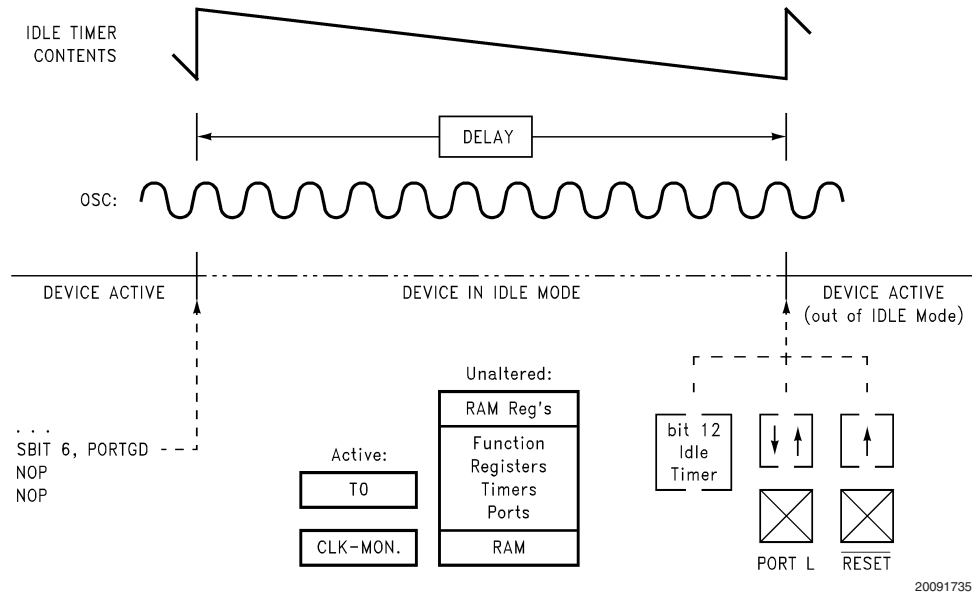 IDLE TIMER
CONTENTS
DELAY
OSC:
DEVICE ACTIVE
DEVICE IN IDLE MODE
DEVICE ACTIVE
(out of IDLE Mode)
. . .
SBIT 6, PORTGD
NOP
NOP
Active:
T0
CLK-MON.
Unaltered:
RAM Reg's
Function
Registers
Timers
Ports
RAM
bit 12
Idle
Timer
PORT L
RESET
20091735